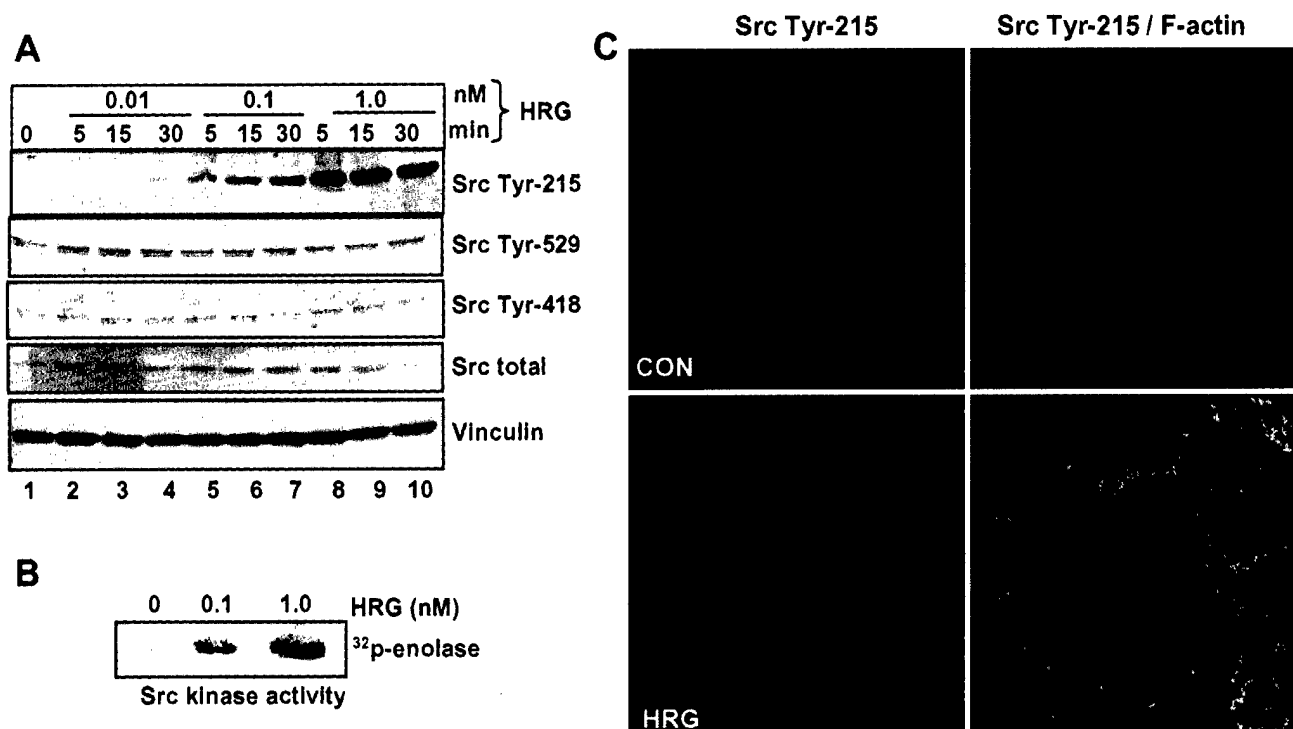 A
0.01 0.1 1.0 nM
HRG
0 5 15 30 5 15 30 5 15 30 min
Src Tyr-215
Src Tyr-529
Src Tyr-418
Src total
Vinculin
1 2 3 4 5 6 7 8 9 10
B
0 0.1 1.0 HRG (nM)
32p-enolase
Src kinase activity
C
Src Tyr-215 Src Tyr-215 / F-actin
CON
HRG